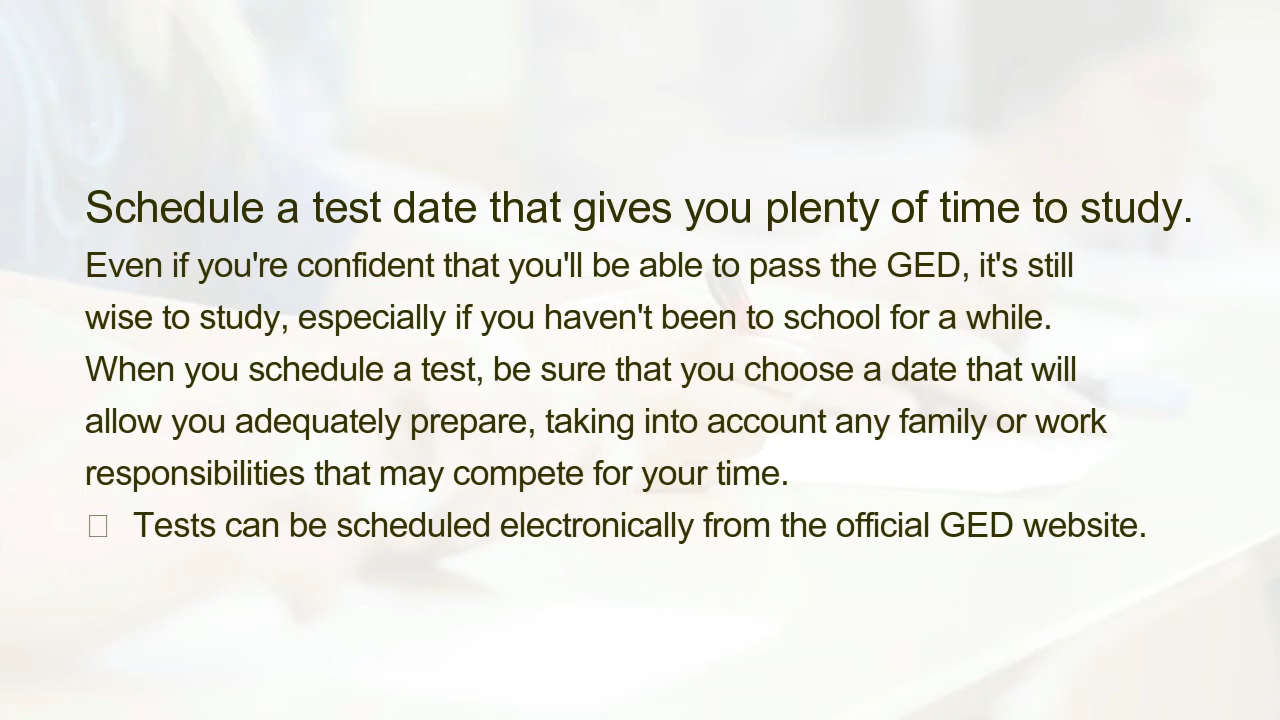 Schedule a test date that gives you plenty of time to study.
Even if you're confident that you'll be able to pass the GED, it's still
wise to study, especially if you haven't been to school for a while.
When you schedule a test, be sure that you choose a date that will
allow you adequately prepare, taking into account any family or work
responsibilities that may compete for your time.
□ Tests can be scheduled electronically from the official GED website.